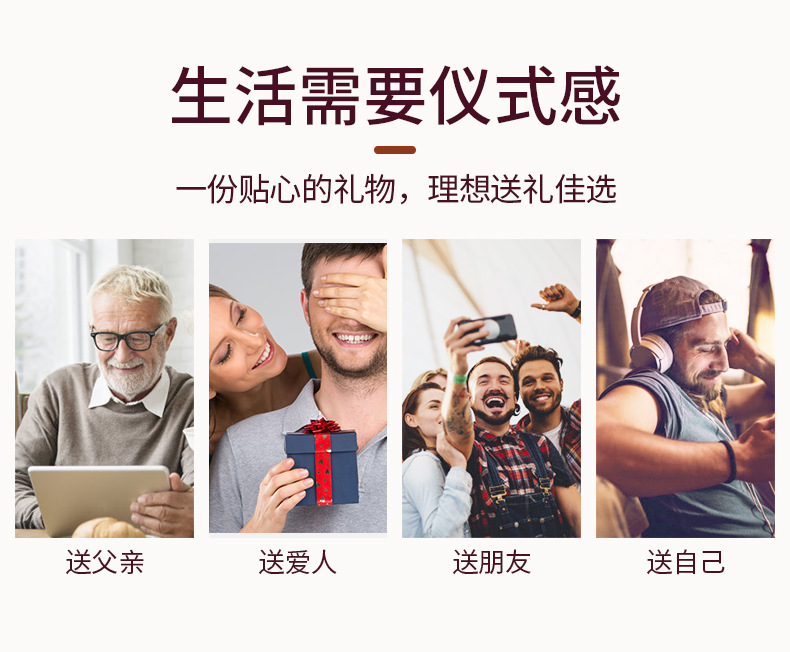 生活需要仪式感
一份贴心的礼物，理想送礼佳选
送父亲
送爱人
送朋友
送自己